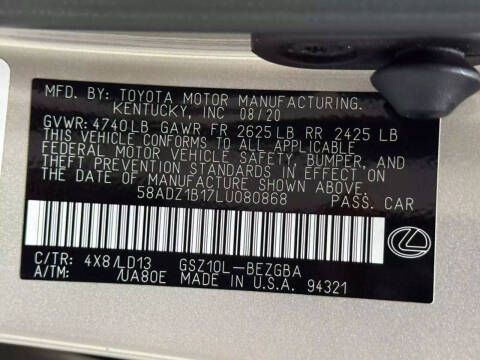 MFD. BY: TOYOTA MOTOR MANUFACTURING.
KENTUCKY, INC 08/20
GVWR: 4740LB GAWR FR 2625LB RR 2425 LB
THIS VEHICLE CONFORMS TO ALL APPLICABLE
FEDERAL MOTOR VEHICLE SAFETY, BUMPER, AND
THEFT PREVENTION STANDARDS IN EFFECT ON
THE DATE OF MANUFACTURE SHOWN ABOVE.
58ADZ1B17LU080868 PASS. CAR
C/TR: 4X8/LD13 GSZ10L-BEZGBA
A/TM: /UA80E MADE IN U.S.A. 94321